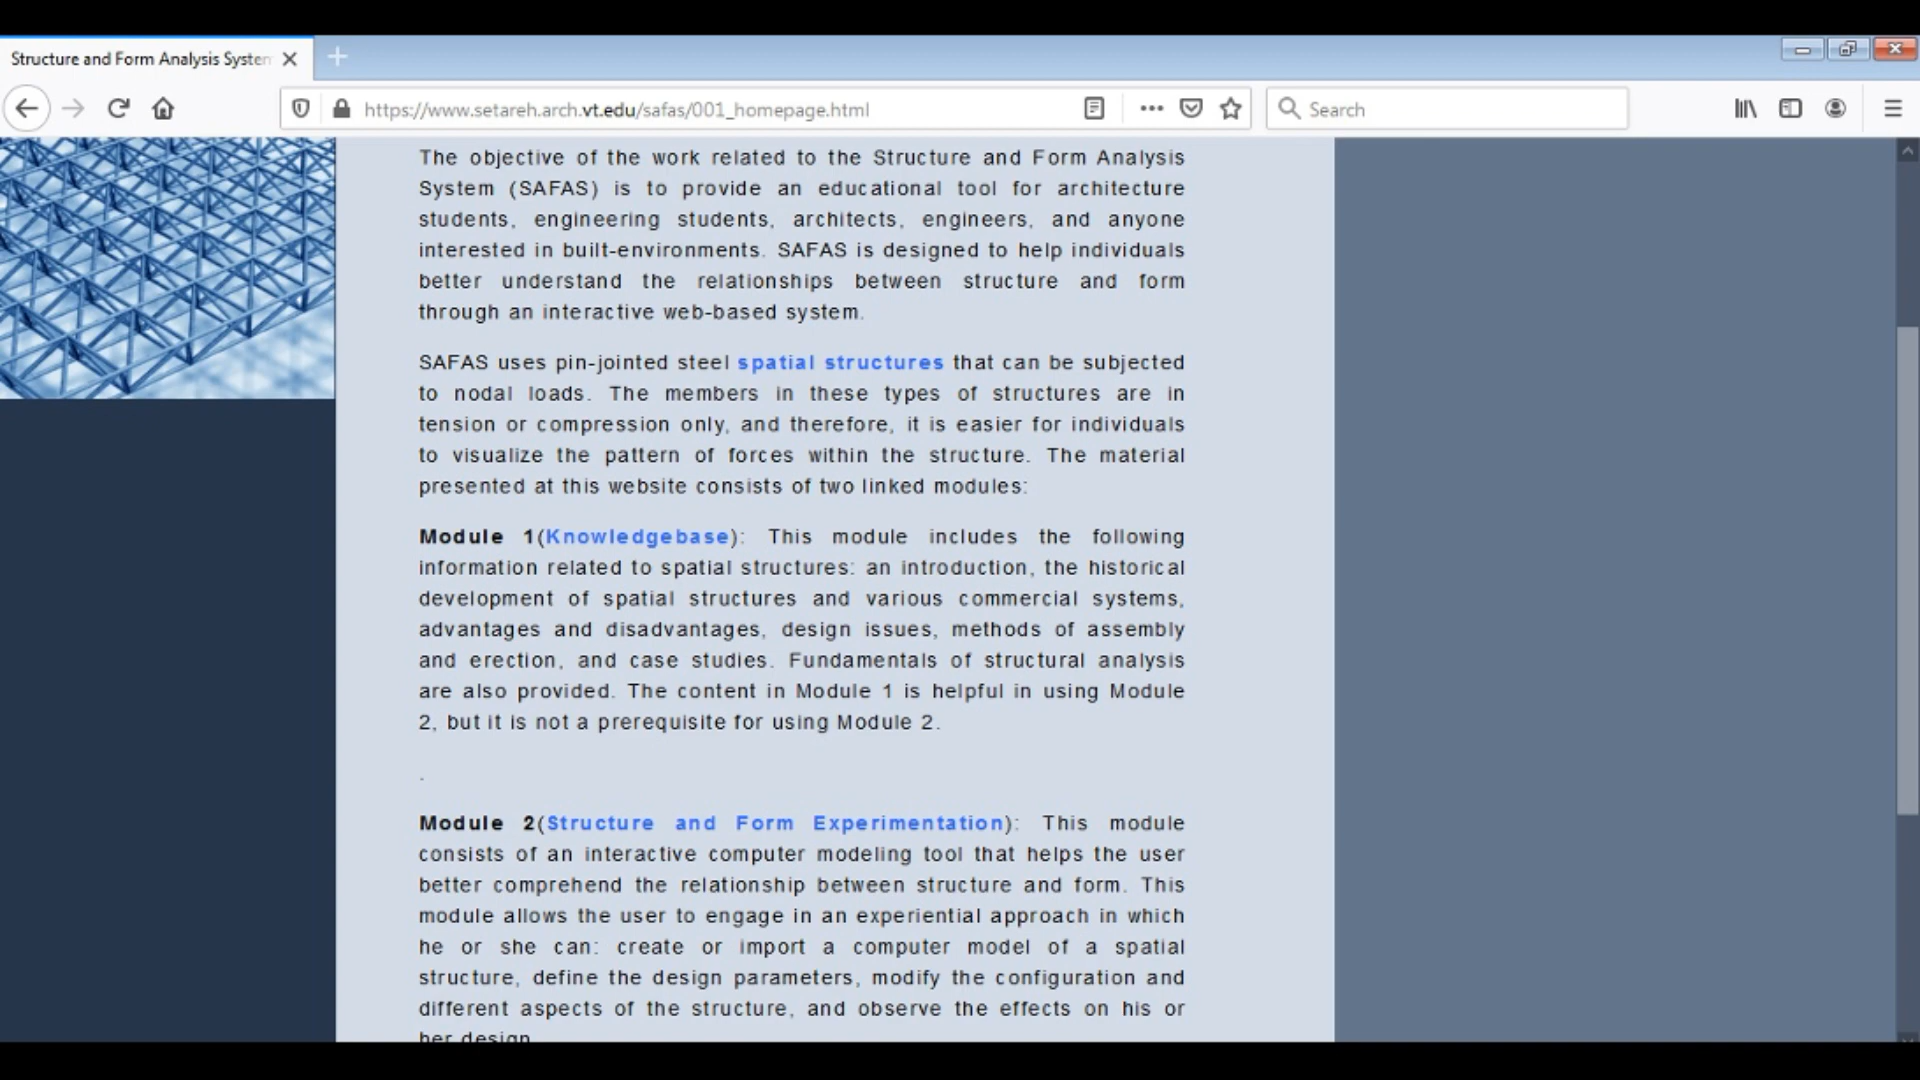 Structure and Form Analysis System
https://www.setareh.arch.vt.edu/safas/001_homepage.html
Search
The objective of the work related to the Structure and Form Analysis
System (SAFAS) is to provide an educational tool for architecture
students, engineering students, architects, engineers, and anyone
interested in built-environments. SAFAS is designed to help individuals
better understand the relationships between structure and form
through an interactive web-based system.
SAFAS uses pin-jointed steel spatial structures that can be subjected
to nodal loads. The members in these types of structures are in
tension or compression only, and therefore, it is easier for individuals
to visualize the pattern of forces within the structure. The material
presented at this website consists of two linked modules:
Module 1(Knowledgebase): This module includes the following
information related to spatial structures: an introduction, the historical
development of spatial structures and various commercial systems,
advantages and disadvantages, design issues, methods of assembly
and erection, and case studies. Fundamentals of structural analysis
are also provided. The content in Module 1 is helpful in using Module
2, but it is not a prerequisite for using Module 2.
.
Module 2(Structure and Form Experimentation): This module
consists of an interactive computer modeling tool that helps the user
better comprehend the relationship between structure and form. This
module allows the user to engage in an experiential approach in which
he or she can: create or import a computer model of a spatial
structure, define the design parameters, modify the configuration and
different aspects of the structure, and observe the effects on his or
her design.